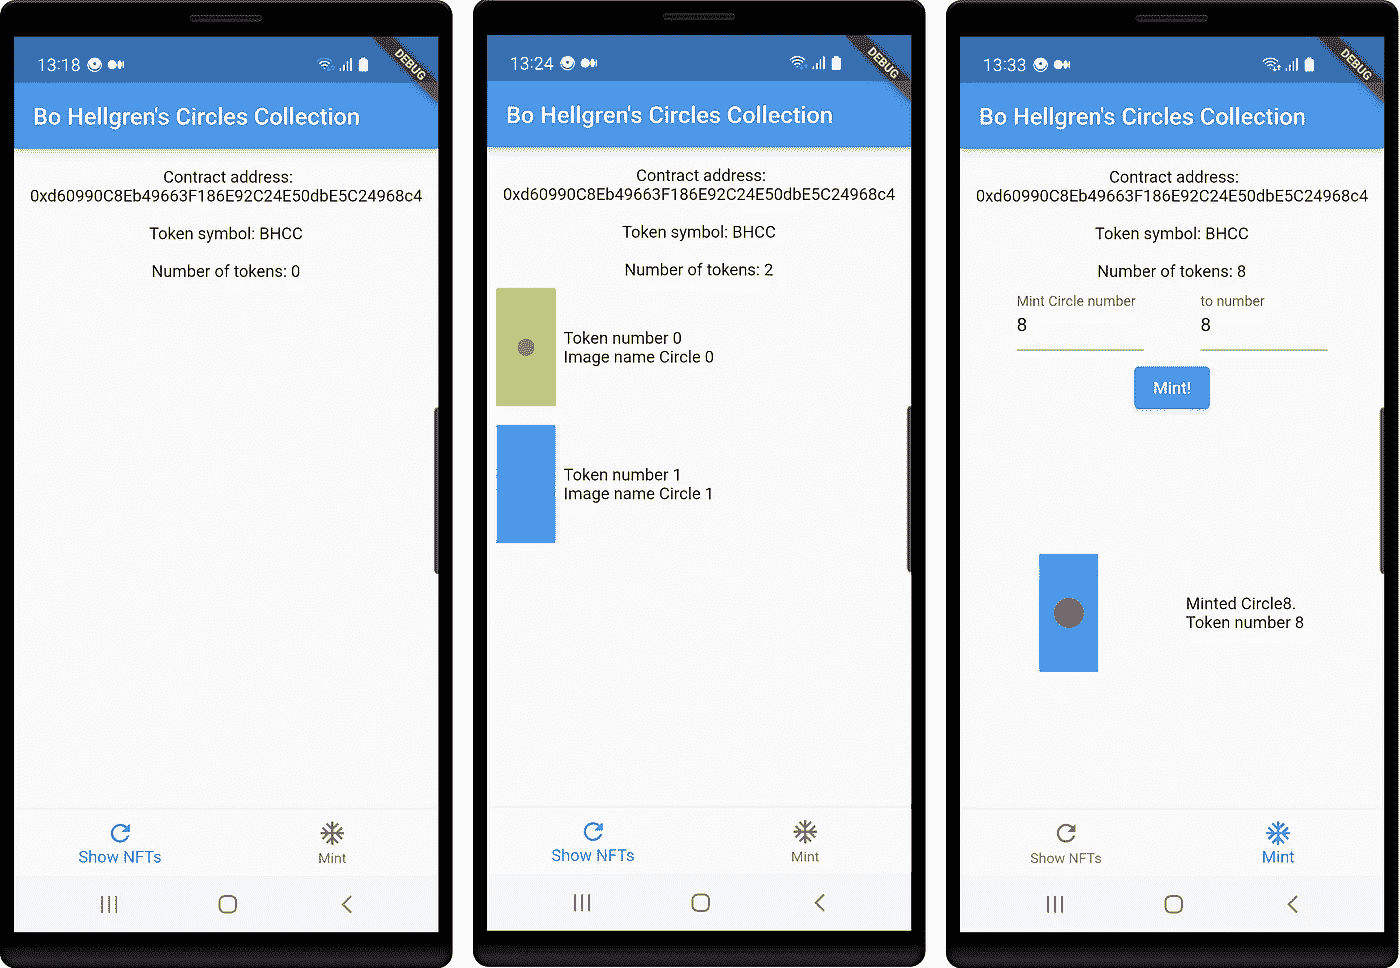 13:18
DEBUG
Bo Hellgren's Circles Collection
Contract address:
0xd60990C8Eb49663F186E92C24E50dbE5C24968c4
Token symbol: BHCC
Number of tokens: 0
Show NFTs
Mint
13:24
DEBUG
Bo Hellgren's Circles Collection
Contract address:
0xd60990C8Eb49663F186E92C24E50dbE5C24968c4
Token symbol: BHCC
Number of tokens: 2
Token number 0
Image name Circle 0
Token number 1
Image name Circle 1
Show NFTs
Mint
13:33
DEBUG
Bo Hellgren's Circles Collection
Contract address:
0xd60990C8Eb49663F186E92C24E50dbE5C24968c4
Token symbol: BHCC
Number of tokens: 8
Mint Circle number
to number
8
8
Mint!
Minted Circle8.
Token number 8
Show NFTs
Mint